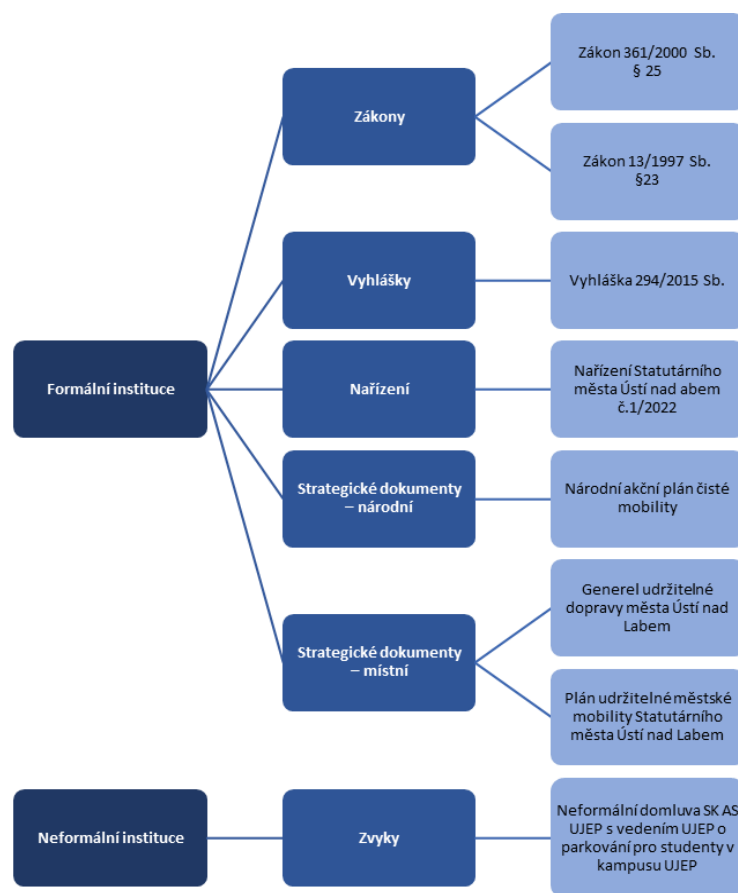 Formální instituce
Zákony
Zákon 361/2000 Sb.
§ 25
Zákon 13/1997 Sb.
§23
Vyhlášky
Vyhláška 294/2015 Sb.
Nařízení
Nařízení Statutárního
města Ústí nad abem
č.1/2022
Strategické dokumenty
– národní
Národní akční plán čisté
mobility
Strategické dokumenty
– místní
Generel udržitelné
dopravy města Ústí nad
Labem
Plán udržitelné městské
mobility Statutárního
města Ústí nad Labem
Neformální instituce
Zvyky
Neformální domluva SK AS
UJEP s vedením UJEP o
parkování pro studenty v
kampusu UJEP